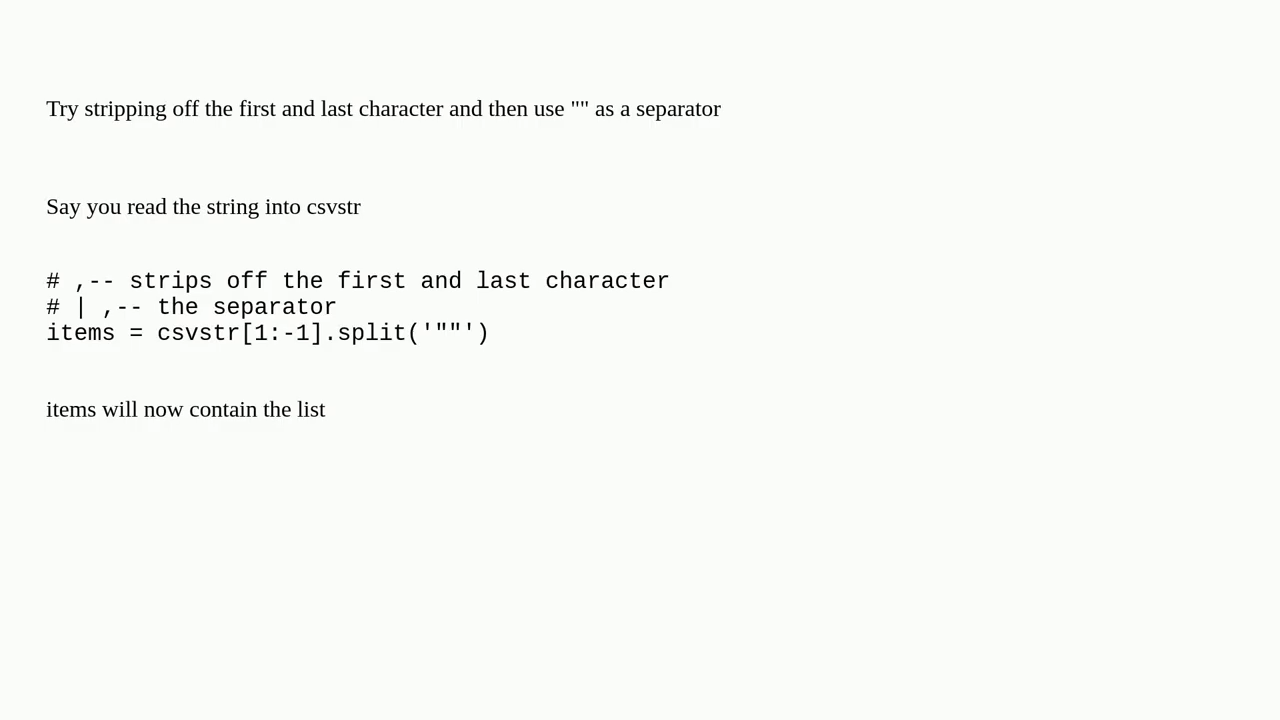 Try stripping off the first and last character and then use "" as a separator
Say you read the string into csvstr
# ,-- strips off the first and last character
# | ,-- the separator
items = csvstr[1:-1].split('""')
items will now contain the list